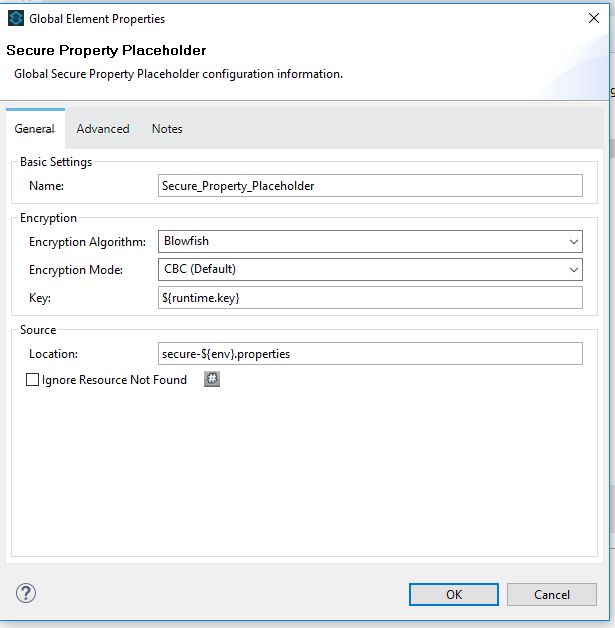 Global Element Properties
Secure Property Placeholder
Global Secure Property Placeholder configuration information.
General Advanced Notes
Basic Settings
Name: Secure_Property_Placeholder
Encryption
Encryption Algorithm: Blowfish
Encryption Mode: CBC (Default)
Key: ${runtime.key}
Source
Location: secure-${env}.properties
Ignore Resource Not Found #
? OK Cancel